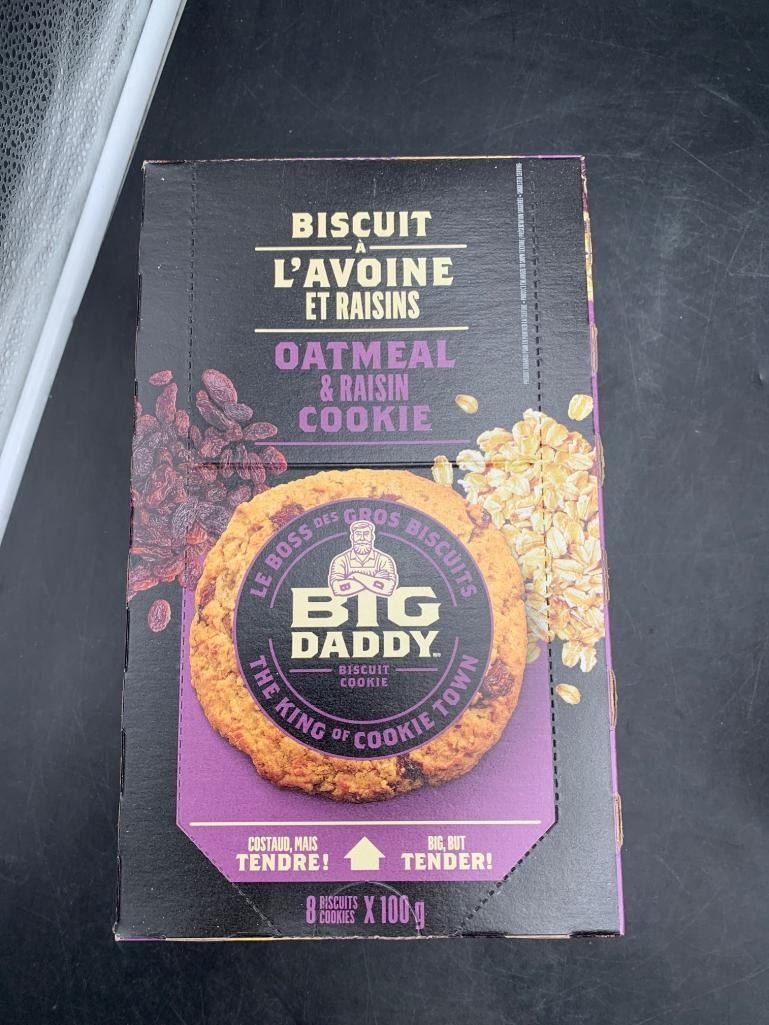 BISCUIT
À
L'AVOINE
ET RAISINS
OATMEAL
& RAISIN
COOKIE
LE BOSS DES GROS BISCUITS
BIG
DADDY
BISCUIT
COOKIE
THE KING OF COOKIE TOWN
COSTAUD, MAIS
TENDRE!
BIG, BUT
TENDER!
8 BISCUITS COOKIES X 100 g